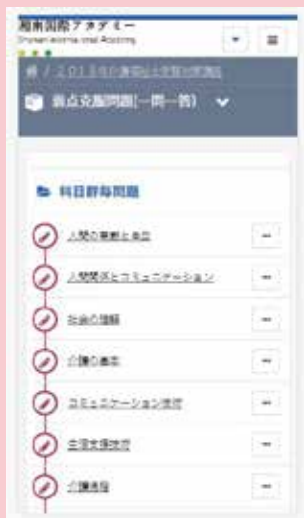 湘南国際アカデミー
Shonan International Academy
弱点克服問題(一問一答)
科目群毎問題
人間の尊厳と自立
人間関係とコミュニケーション
社会の理解
介護の基本
コミュニケーション技術
生活支援技術
介護過程